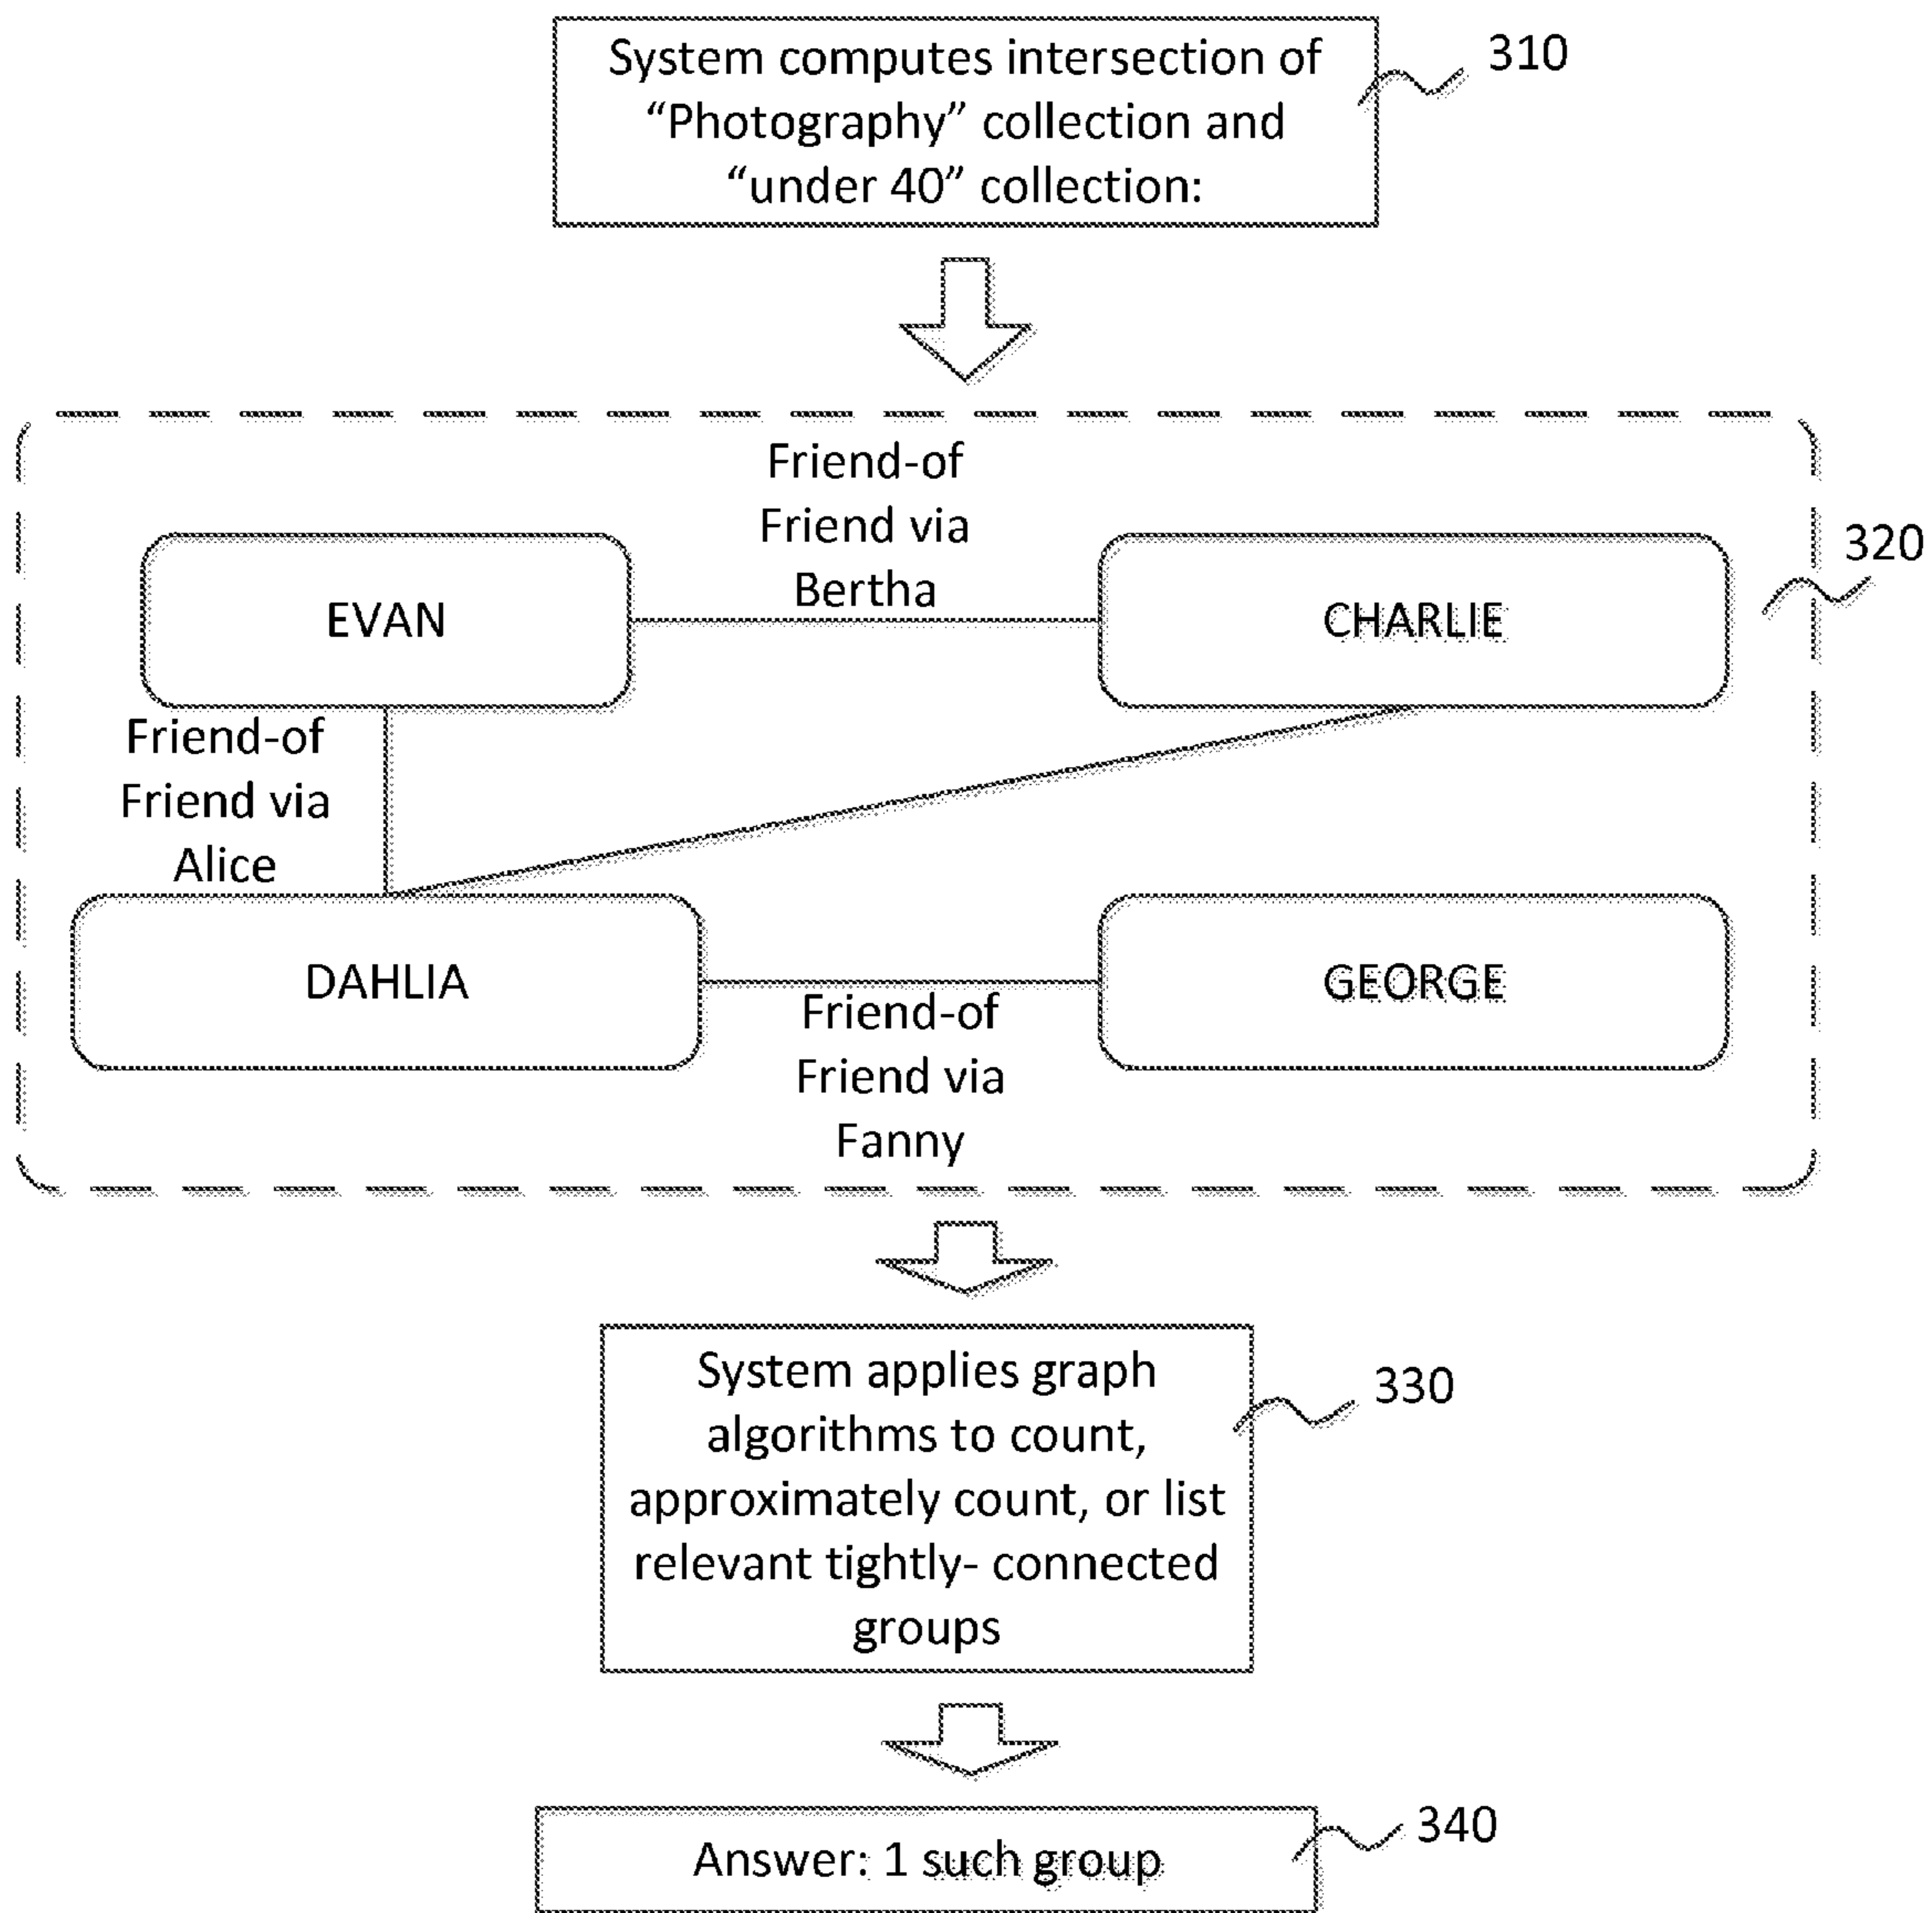 System computes intersection of
“Photography” collection and
“under 40” collection:
310
Friend-of
Friend via
Bertha
320
EVAN
CHARLIE
Friend-of
Friend via
Alice
DAHLIA
GEORGE
Friend-of
Friend via
Fanny
System applies graph
algorithms to count,
approximately count, or list
relevant tightly- connected
groups
330
Answer: 1 such group
340